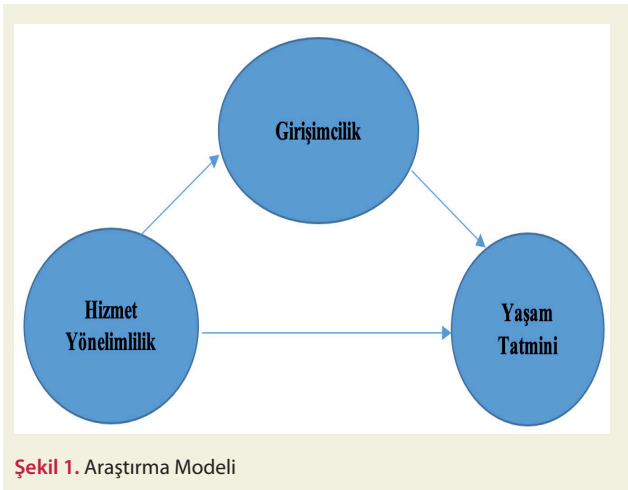 Girişimcilik
Hizmet
Yönelimlilik
Yaşam
Tatmini
Şekil 1. Araştırma Modeli